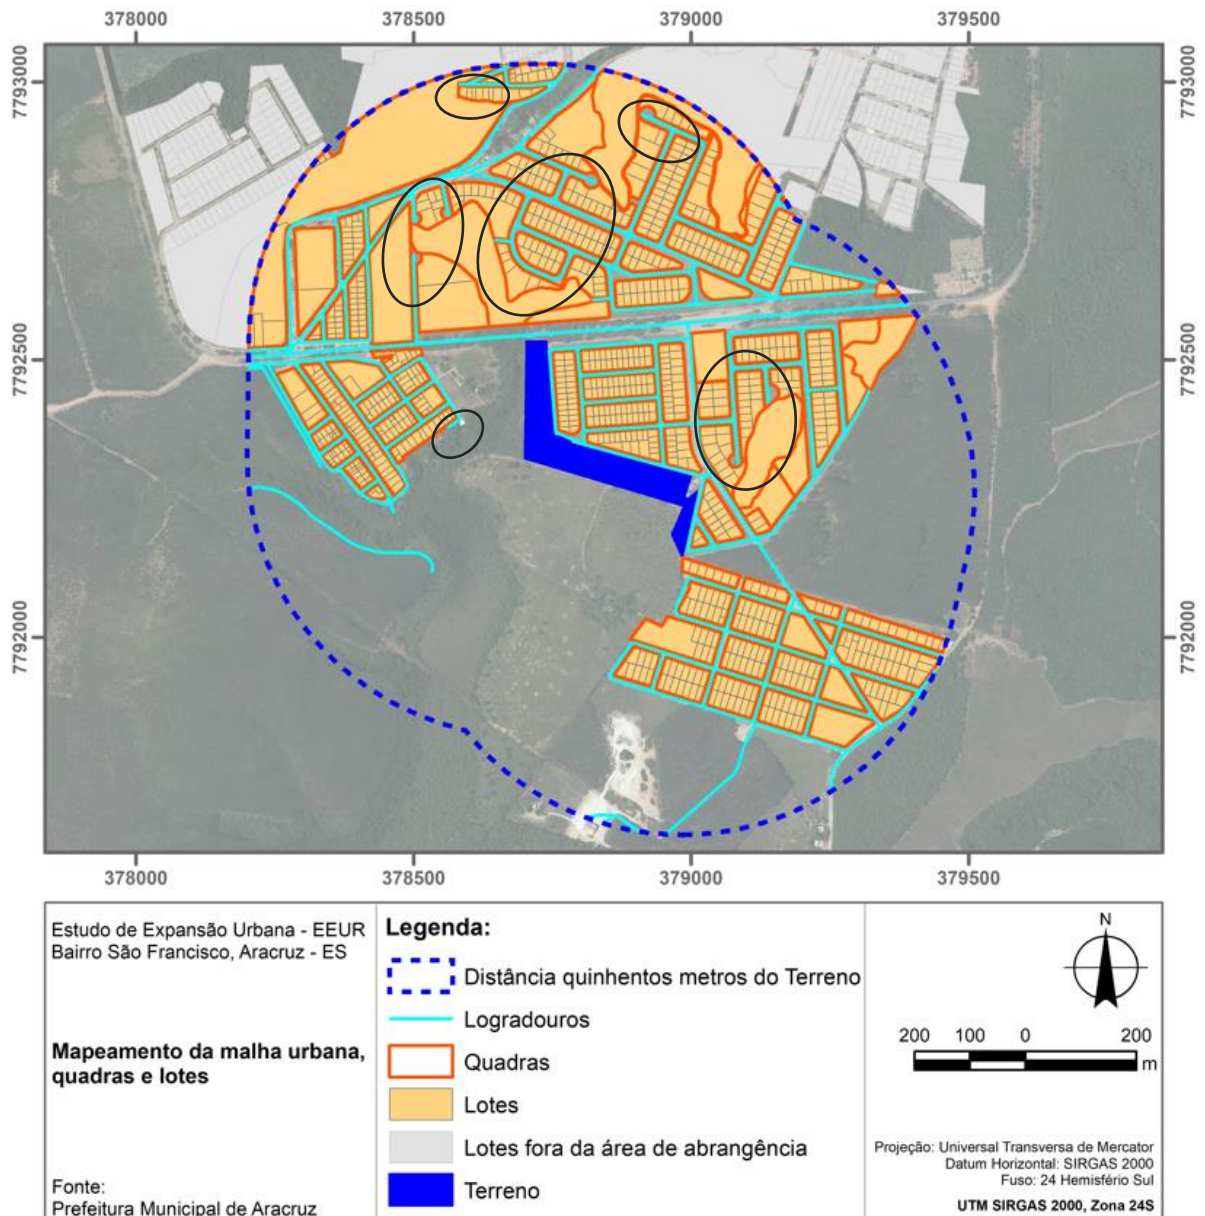 378000 378500 379000 379500
7793000 7793000
7792500 7792500
7792000 7792000
378000 378500 379000 379500
Estudo de Expansão Urbana - EEUR
Bairro São Francisco, Aracruz - ES
Mapeamento da malha urbana,
quadras e lotes
Fonte:
Prefeitura Municipal de Aracruz
Legenda:
Distância quinhentos metros do Terreno
Logradouros
Quadras
Lotes
Lotes fora da área de abrangência
Terreno
N
200 100 0 200
m
Projeção: Universal Transversa de Mercator
Datum Horizontal: SIRGAS 2000
Fuso: 24 Hemisfério Sul
UTM SIRGAS 2000, Zona 24S